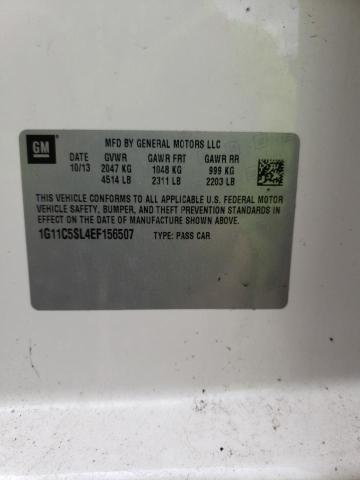 GM
MFD BY GENERAL MOTORS LLC
DATE GVWR GAWR FRT GAWR RR
10/13 2047 KG 1048 KG 999 KG
4514 LB 2311 LB 2203 LB
THIS VEHICLE CONFORMS TO ALL APPLICABLE U.S. FEDERAL MOTOR
VEHICLE SAFETY, BUMPER, AND THEFT PREVENTION STANDARDS
IN EFFECT ON THE DATE OF MANUFACTURE SHOWN ABOVE.
1G11C5SL4EF156507 TYPE: PASS CAR